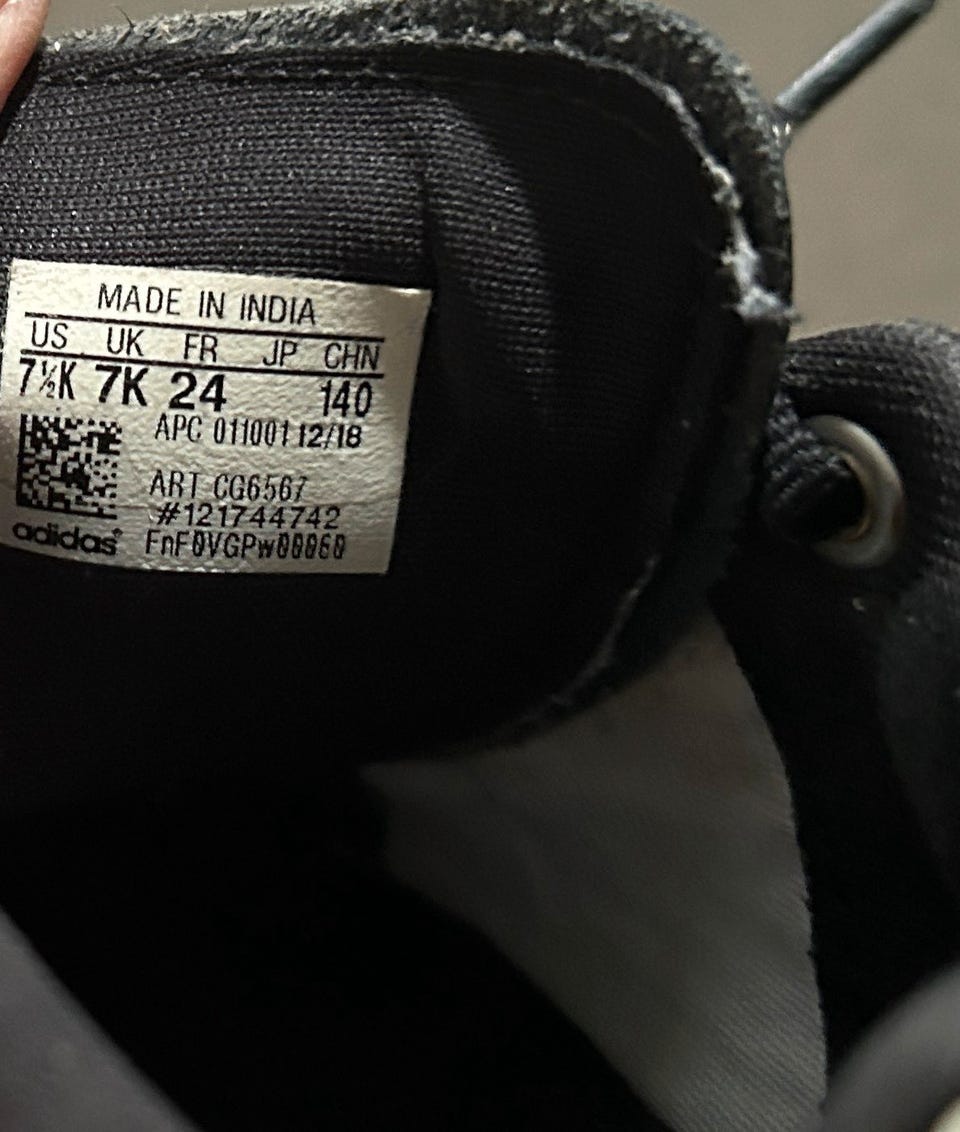 MADE IN INDIA
US UK FR JP CHN
7½K 7K 24 140
APC 011001 12/18
ART CG6567
#121744742
adidas FnF0VGPw00060